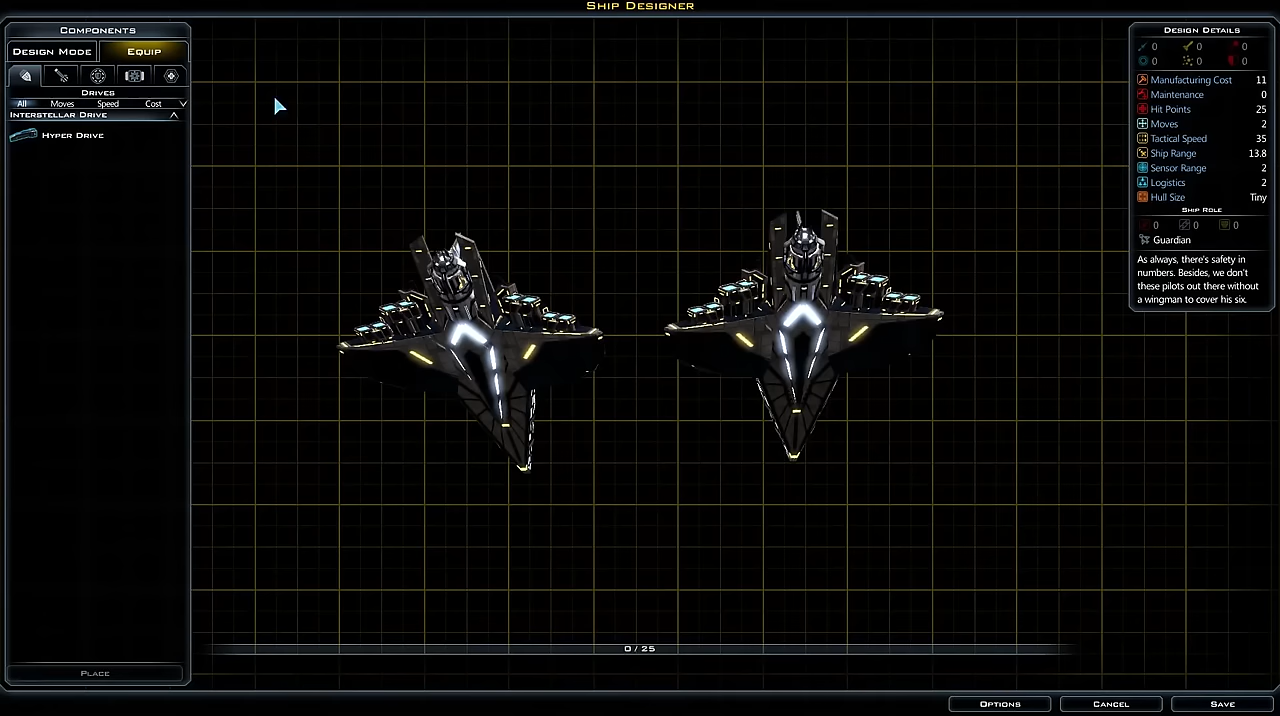 Ship Designer
Components
Design Mode
Equip
Drives
All Moves Speed Cost
Interstellar Drive
Hyper Drive
Place
0 / 25
Design Details
0 0 0
0 0 0
Manufacturing Cost 11
Maintenance 0
Hit Points 25
Moves 2
Tactical Speed 35
Ship Range 13.8
Sensor Range 2
Logistics 2
Hull Size Tiny
Ship Role
0 0 0
Guardian
As always, there's safety in
numbers. Besides, we don't
these pilots out there without
a wingman to cover his six.
Options
Cancel
Save